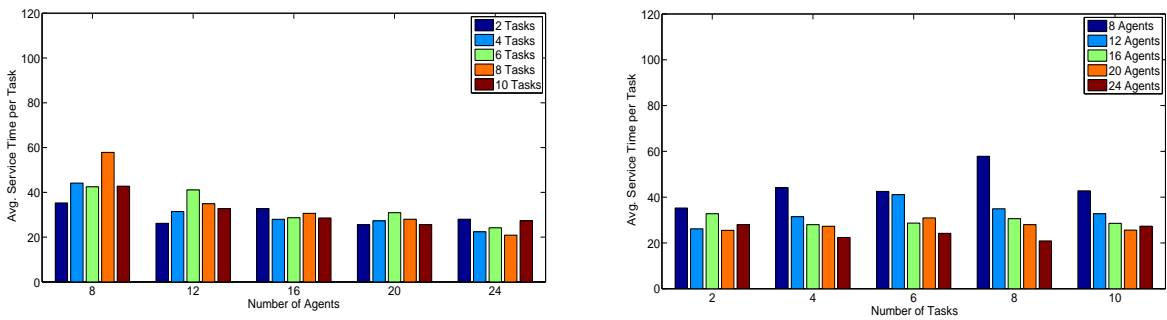 120
100
80
60
40
20
0
Avg. Service Time per Task
2 Tasks
4 Tasks
6 Tasks
8 Tasks
10 Tasks
8 12 16 20 24
Number of Agents
120
100
80
60
40
20
0
Avg. Service Time per Task
8 Agents
12 Agents
16 Agents
20 Agents
24 Agents
2 4 6 8 10
Number of Tasks